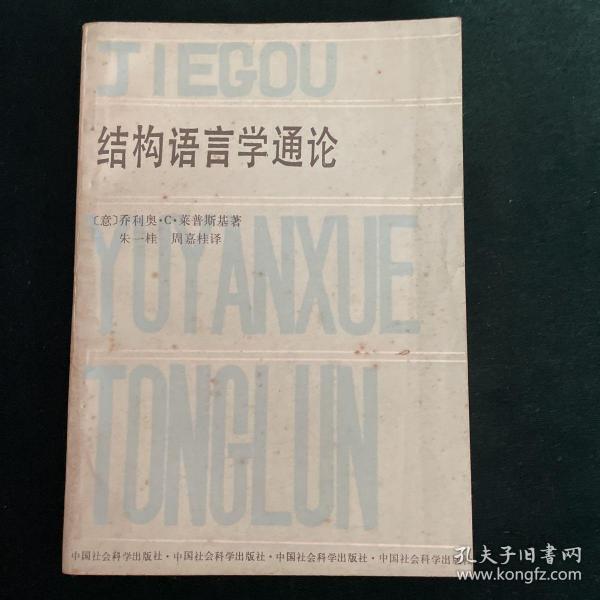 JIEGOU
结构语言学通论
〔意〕乔利奥·C·莱普斯基著
朱一桂 周嘉桂译
YUYANXUE
TONGLUN
中国社会科学出版社·中国社会科学出版社·中国社会科学出版社·中国社会科学出版
孔夫子旧书网
www.kongfz.com